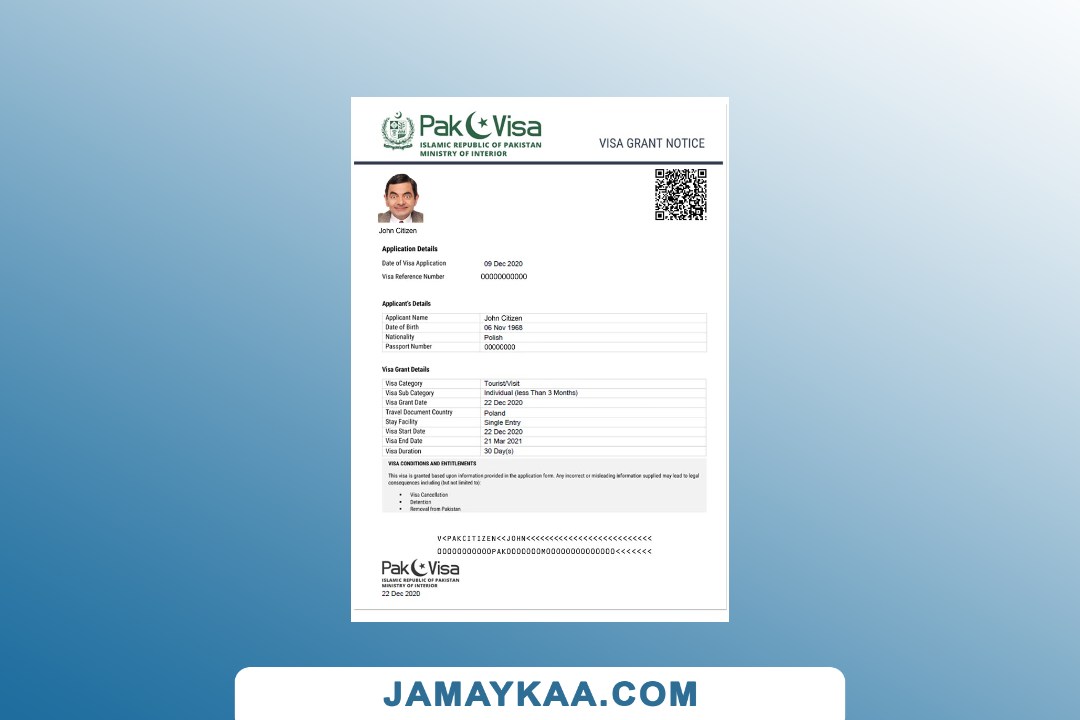 Pak Visa
ISLAMIC REPUBLIC OF PAKISTAN
MINISTRY OF INTERIOR
VISA GRANT NOTICE
John Citizen
Application Details
Date of Visa Application 09 Dec 2020
Visa Reference Number 00000000000
Applicant's Details
Applicant Name John Citizen
Date of Birth 06 Nov 1968
Nationality Polish
Passport Number 00000000
Visa Grant Details
Visa Category Tourist/Visit
Visa Sub Category Individual (less Than 3 Months)
Visa Grant Date 22 Dec 2020
Travel Document Country Poland
Stay Facility Single Entry
Visa Start Date 22 Dec 2020
Visa End Date 21 Mar 2021
Visa Duration 30 Day(s)
VISA CONDITIONS AND ENTITLEMENTS
This visa is granted based upon information provided in the application form. Any incorrect or misleading information supplied may lead to legal
consequences including (but not limited to):
• Visa Cancellation
• Detention
• Removal from Pakistan
V<PAKCITIZEN<<JOHN<<<<<<<<<<<<<<<<<<<<<<<<<<
00000000000PAK0000000M000000000000000<<<<<<<
Pak Visa
ISLAMIC REPUBLIC OF PAKISTAN
MINISTRY OF INTERIOR
22 Dec 2020
JAMAYKAA.COM